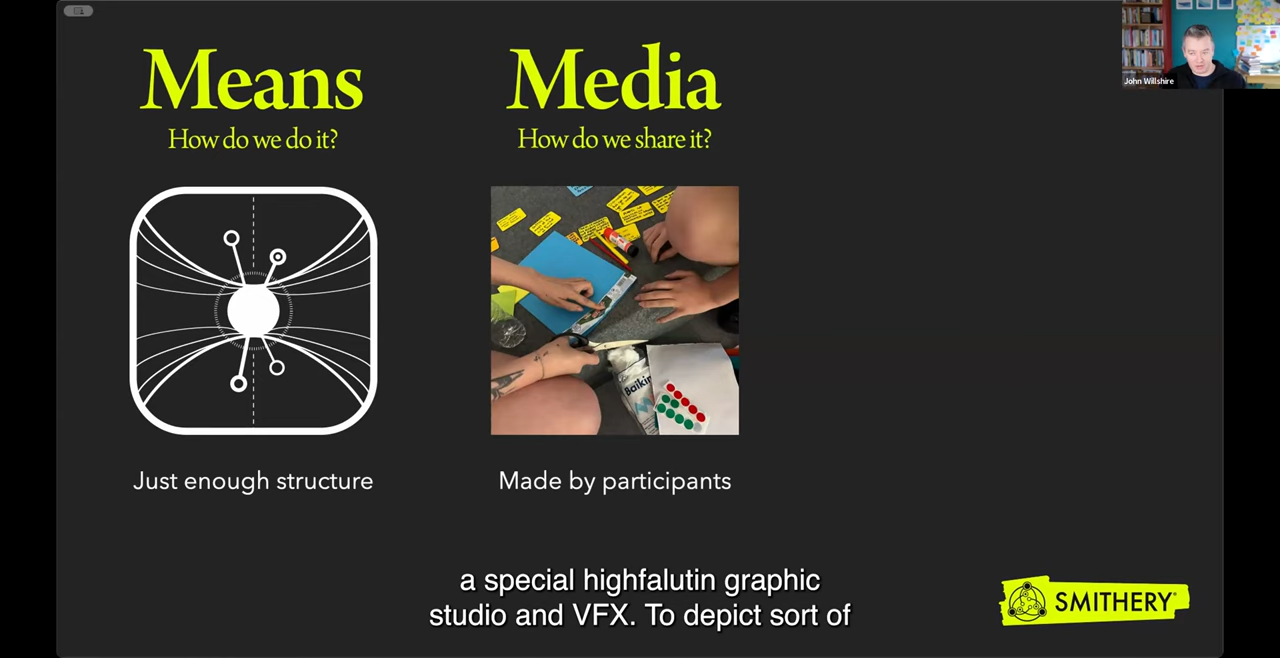 Means
How do we do it?
Just enough structure
Media
How do we share it?
Made by participants
John Willshire
a special highfalutin graphic
studio and VFX. To depict sort of
SMITHERY